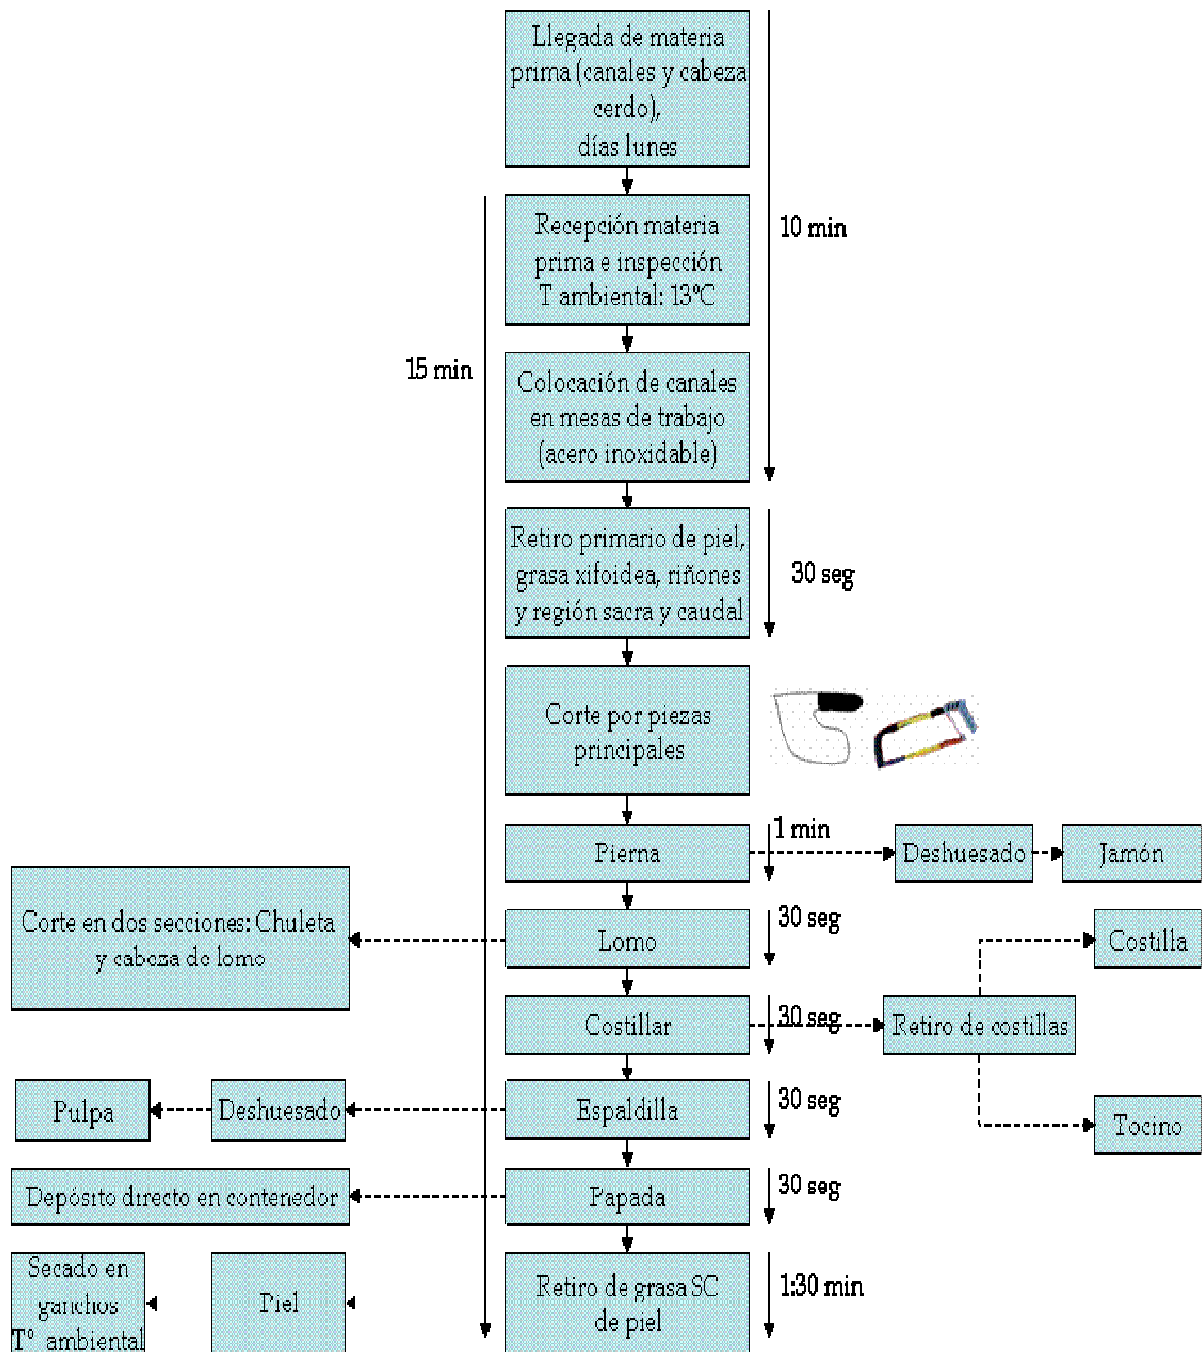 Llegada de materia
prima (canales y cabeza
cerdo),
días lunes
Recepción materia
prima e inspección
T ambiental: 13ºC
10 min
15 min
Colocación de canales
en mesas de trabajo
(acero inoxidable)
Retiro primario de piel,
grasa xifoidea, riñones
y región sacra y caudal
30 seg
Corte por piezas
principales
Pierna
1 min
Deshuesado
Jamón
Corte en dos secciones: Chuleta
y cabeza de lomo
Lomo
30 seg
Costilla
Costillar
30 seg
Retiro de costillas
Pulpa
Deshuesado
Espaldilla
30 seg
Tocino
Depósito directo en contenedor
Papada
30 seg
Secado en
ganchos
Tº ambiental
Piel
Retiro de grasa SC
de piel
1:30 min